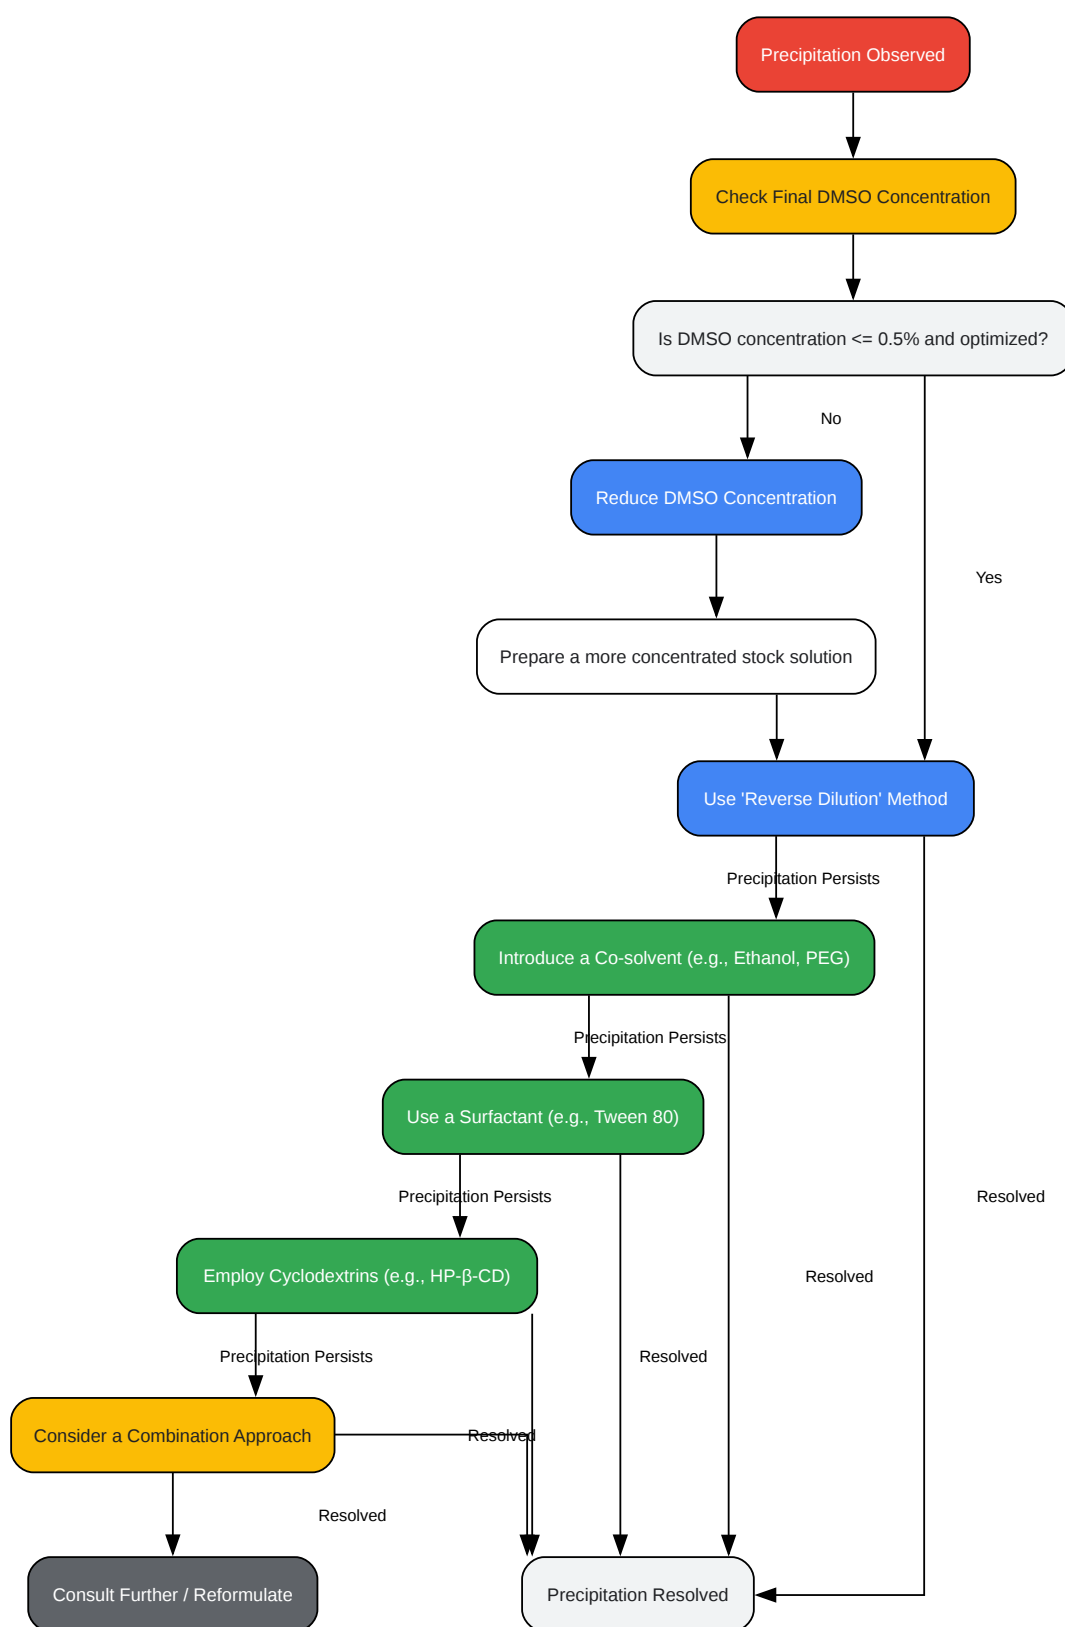 Precipitation Observed
Check Final DMSO Concentration
Is DMSO concentration <= 0.5% and optimized?
No
Reduce DMSO Concentration
Yes
Prepare a more concentrated stock solution
Use 'Reverse Dilution' Method
Precipitation Persists
Introduce a Co-solvent (e.g., Ethanol, PEG)
Precipitation Persists
Use a Surfactant (e.g., Tween 80)
Precipitation Persists
Resolved
Employ Cyclodextrins (e.g., HP-β-CD)
Resolved
Precipitation Persists
Resolved
Consider a Combination Approach
Resolved
Resolved
Consult Further / Reformulate
Precipitation Resolved